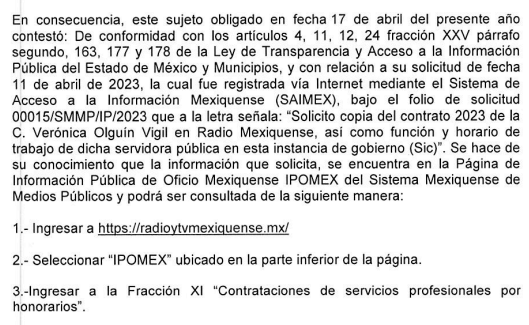 En consecuencia, este sujeto obligado en fecha 17 de abril del presente año
contestó: De conformidad con los artículos 4, 11, 12, 24 fracción XXV párrafo
segundo, 163, 177 y 178 de la Ley de Transparencia y Acceso a la Información
Pública del Estado de México y Municipios, y con relación a su solicitud de fecha
11 de abril de 2023, la cual fue registrada vía Internet mediante el Sistema de
Acceso a la Información Mexiquense (SAIMEX), bajo el folio de solicitud
00015/SMMP/IP/2023 que a la letra señala: “Solicito copia del contrato 2023 de la
C. Verónica Olguín Vigil en Radio Mexiquense, así como función y horario de
trabajo de dicha servidora pública en esta instancia de gobierno (Sic)”. Se hace de
su conocimiento que la información que solicita, se encuentra en la Página de
Información Pública de Oficio Mexiquense IPOMEX del Sistema Mexiquense de
Medios Públicos y podrá ser consultada de la siguiente manera:
1.- Ingresar a https://radioytvmexiquense.mx/
2.- Seleccionar “IPOMEX” ubicado en la parte inferior de la página.
3.-Ingresar a la Fracción XI “Contrataciones de servicios profesionales por
honorarios”.